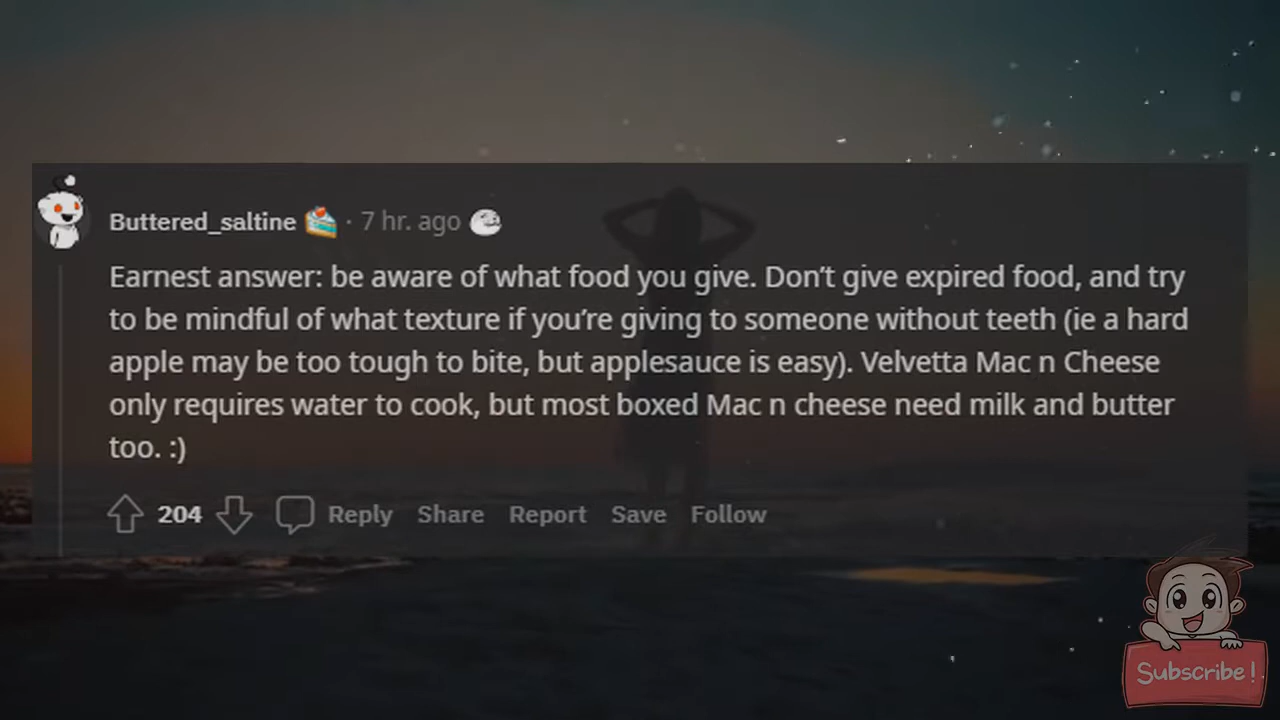 Buttered_saltine · 7 hr. ago
Earnest answer: be aware of what food you give. Don’t give expired food, and try
to be mindful of what texture if you’re giving to someone without teeth (ie a hard
apple may be too tough to bite, but applesauce is easy). Velvetta Mac n Cheese
only requires water to cook, but most boxed Mac n cheese need milk and butter
too. :)
204 Reply Share Report Save Follow
Subscribe!